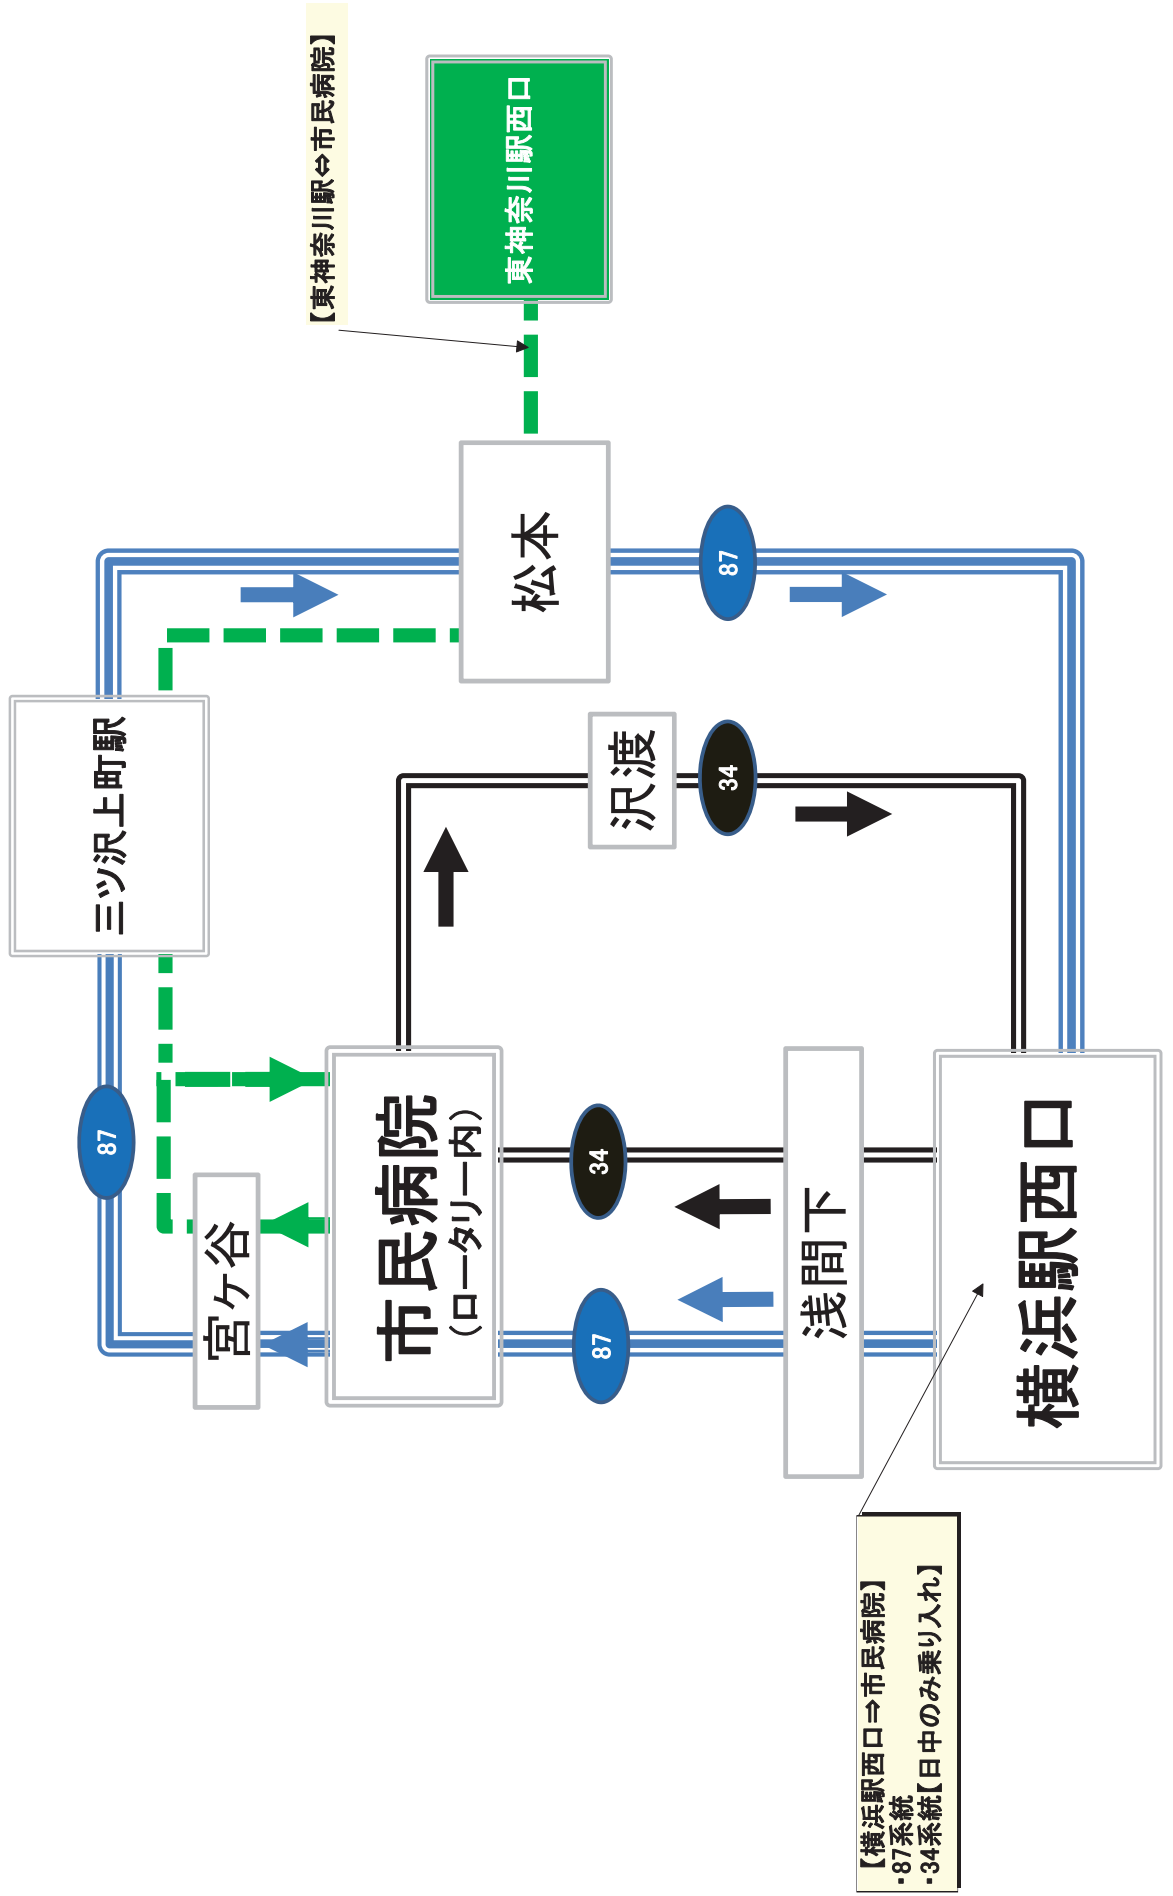 【東神奈川駅⇔市民病院】
東神奈川駅西口
松本
87
三ツ沢上町駅
沢渡
34
87
宮ヶ谷
市民病院
（ロータリー内）
34
87
浅間下
横浜駅西口
【横浜駅西口⇒市民病院】
・87系統
・34系統【日中のみ乗り入れ】